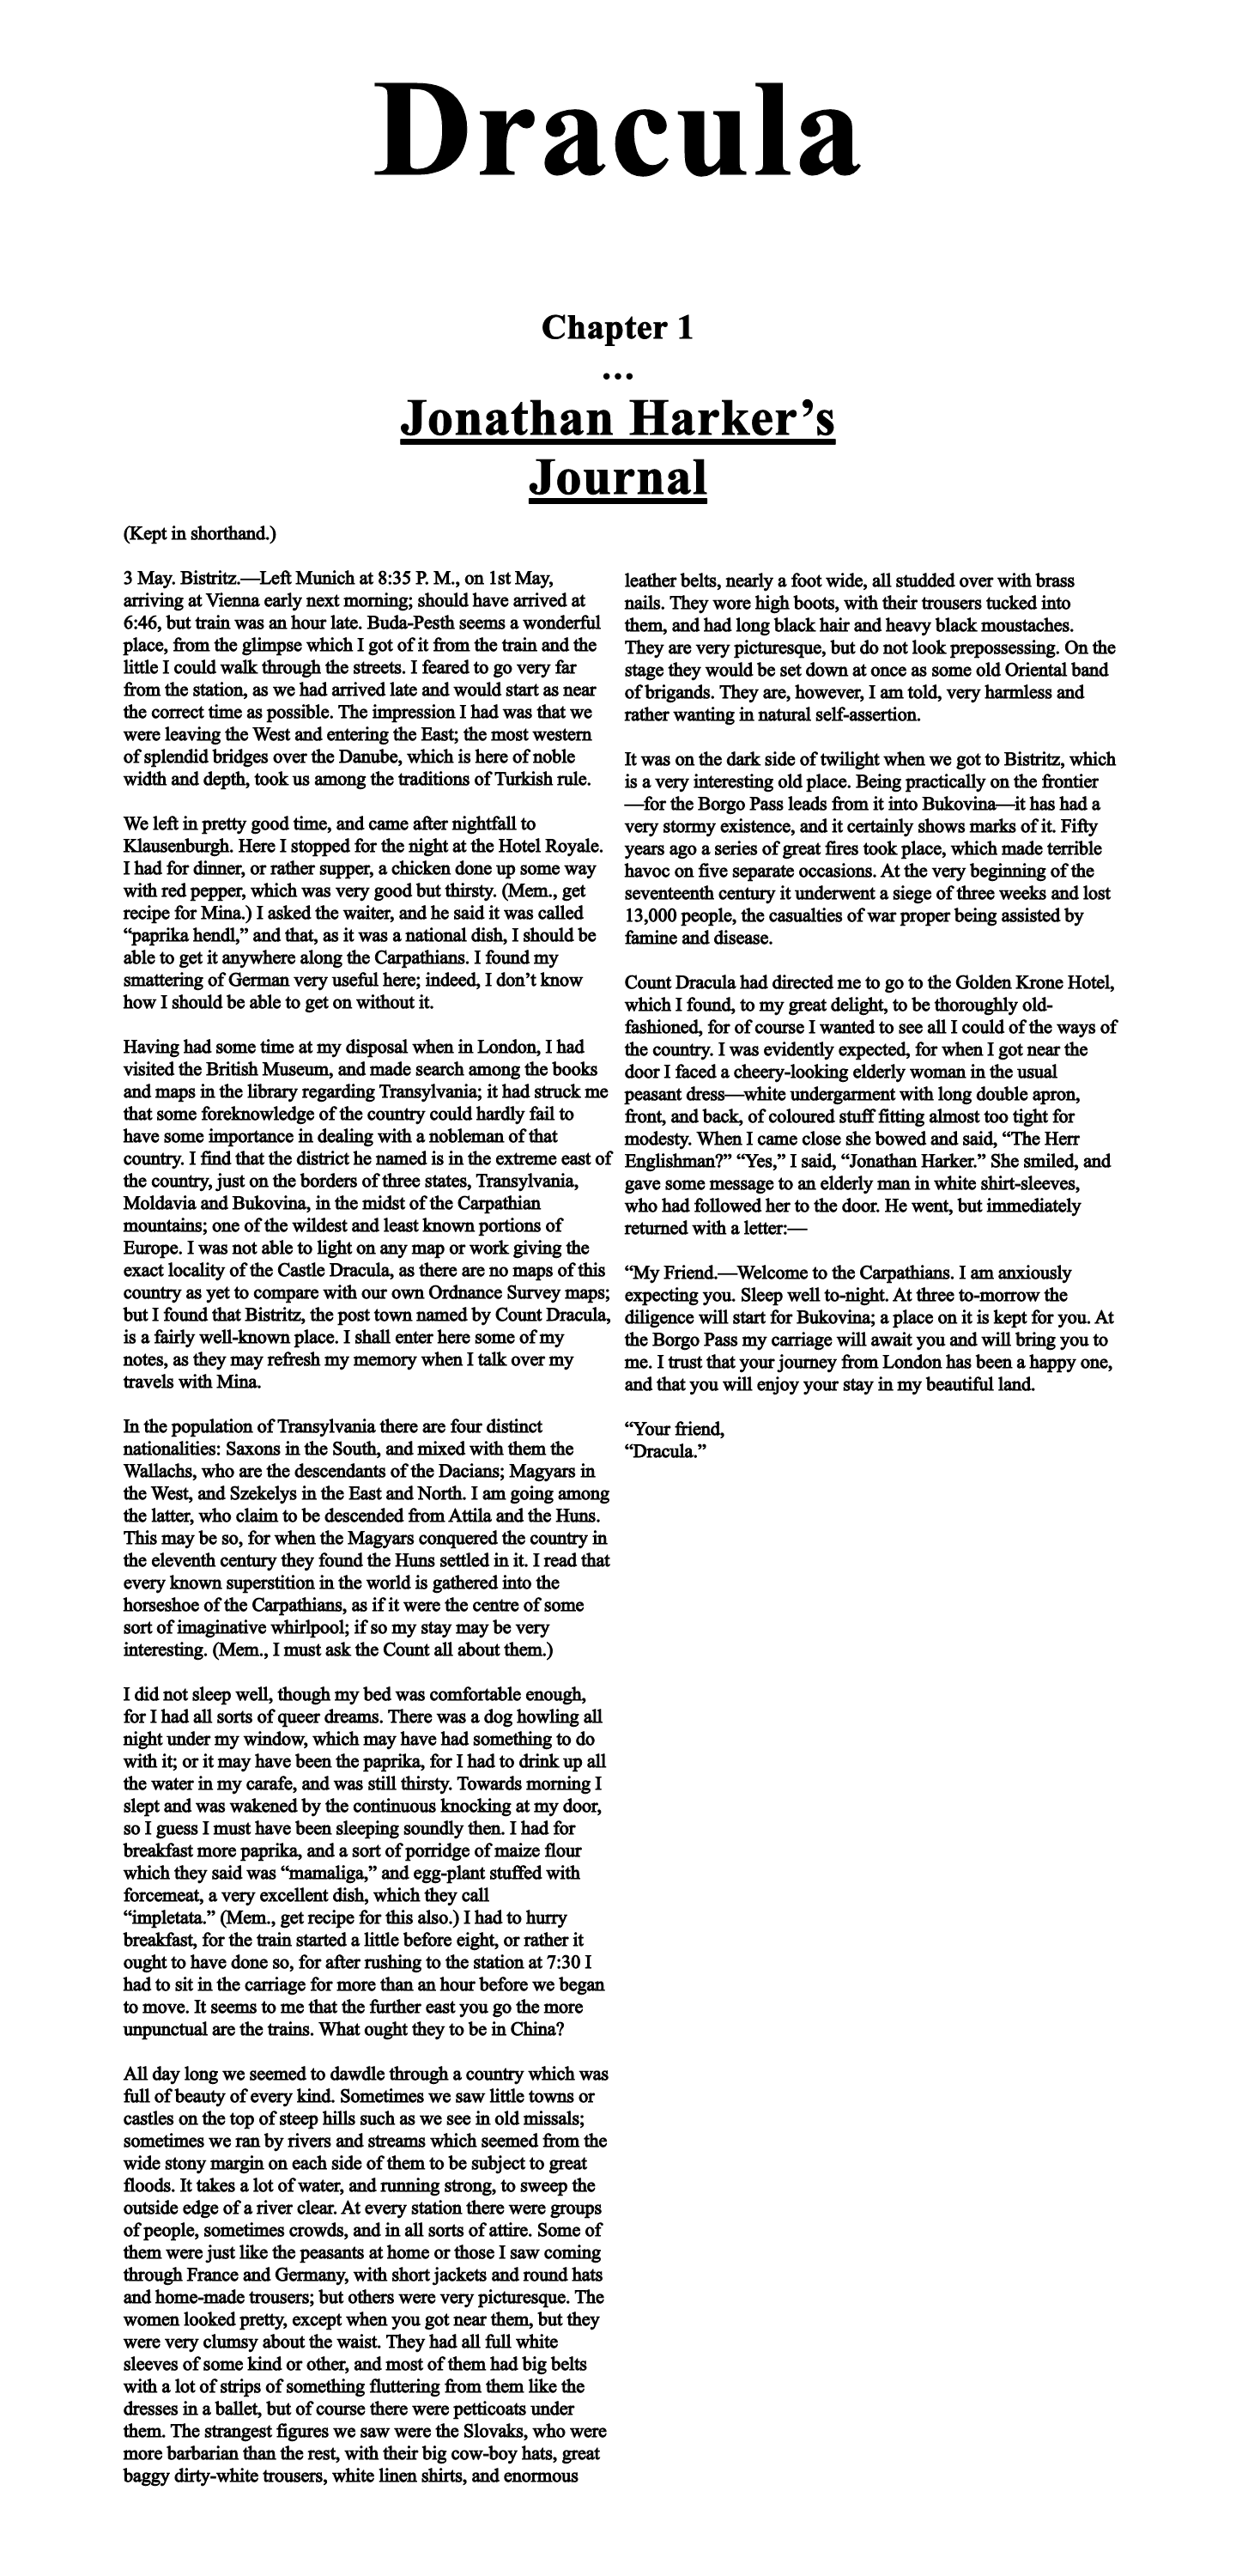 Dracula
Chapter 1
...
Jonathan Harker’s
Journal
(Kept in shorthand.)
3 May. Bistritz.—Left Munich at 8:35 P. M., on 1st May,
arriving at Vienna early next morning; should have arrived at
6:46, but train was an hour late. Buda-Pesth seems a wonderful
place, from the glimpse which I got of it from the train and the
little I could walk through the streets. I feared to go very far
from the station, as we had arrived late and would start as near
the correct time as possible. The impression I had was that we
were leaving the West and entering the East; the most western
of splendid bridges over the Danube, which is here of noble
width and depth, took us among the traditions of Turkish rule.
We left in pretty good time, and came after nightfall to
Klausenburgh. Here I stopped for the night at the Hotel Royale.
I had for dinner, or rather supper, a chicken done up some way
with red pepper, which was very good but thirsty. (Mem., get
recipe for Mina.) I asked the waiter, and he said it was called
“paprika hendl,” and that, as it was a national dish, I should be
able to get it anywhere along the Carpathians. I found my
smattering of German very useful here; indeed, I don’t know
how I should be able to get on without it.
Having had some time at my disposal when in London, I had
visited the British Museum, and made search among the books
and maps in the library regarding Transylvania; it had struck me
that some foreknowledge of the country could hardly fail to
have some importance in dealing with a nobleman of that
country. I find that the district he named is in the extreme east of
the country, just on the borders of three states, Transylvania,
Moldavia and Bukovina, in the midst of the Carpathian
mountains; one of the wildest and least known portions of
Europe. I was not able to light on any map or work giving the
exact locality of the Castle Dracula, as there are no maps of this
country as yet to compare with our own Ordnance Survey maps;
but I found that Bistritz, the post town named by Count Dracula,
is a fairly well-known place. I shall enter here some of my
notes, as they may refresh my memory when I talk over my
travels with Mina.
In the population of Transylvania there are four distinct
nationalities: Saxons in the South, and mixed with them the
Wallachs, who are the descendants of the Dacians; Magyars in
the West, and Szekelys in the East and North. I am going among
the latter, who claim to be descended from Attila and the Huns.
This may be so, for when the Magyars conquered the country in
the eleventh century they found the Huns settled in it. I read that
every known superstition in the world is gathered into the
horseshoe of the Carpathians, as if it were the centre of some
sort of imaginative whirlpool; if so my stay may be very
interesting. (Mem., I must ask the Count all about them.)
I did not sleep well, though my bed was comfortable enough,
for I had all sorts of queer dreams. There was a dog howling all
night under my window, which may have had something to do
with it; or it may have been the paprika, for I had to drink up all
the water in my carafe, and was still thirsty. Towards morning I
slept and was wakened by the continuous knocking at my door,
so I guess I must have been sleeping soundly then. I had for
breakfast more paprika, and a sort of porridge of maize flour
which they said was “mamaliga,” and egg-plant stuffed with
forcemeat, a very excellent dish, which they call
“impletata.” (Mem., get recipe for this also.) I had to hurry
breakfast, for the train started a little before eight, or rather it
ought to have done so, for after rushing to the station at 7:30 I
had to sit in the carriage for more than an hour before we began
to move. It seems to me that the further east you go the more
unpunctual are the trains. What ought they to be in China?
All day long we seemed to dawdle through a country which was
full of beauty of every kind. Sometimes we saw little towns or
castles on the top of steep hills such as we see in old missals;
sometimes we ran by rivers and streams which seemed from the
wide stony margin on each side of them to be subject to great
floods. It takes a lot of water, and running strong, to sweep the
outside edge of a river clear. At every station there were groups
of people, sometimes crowds, and in all sorts of attire. Some of
them were just like the peasants at home or those I saw coming
through France and Germany, with short jackets and round hats
and home-made trousers; but others were very picturesque. The
women looked pretty, except when you got near them, but they
were very clumsy about the waist. They had all full white
sleeves of some kind or other, and most of them had big belts
with a lot of strips of something fluttering from them like the
dresses in a ballet, but of course there were petticoats under
them. The strangest figures we saw were the Slovaks, who were
more barbarian than the rest, with their big cow-boy hats, great
baggy dirty-white trousers, white linen shirts, and enormous
leather belts, nearly a foot wide, all studded over with brass
nails. They wore high boots, with their trousers tucked into
them, and had long black hair and heavy black moustaches.
They are very picturesque, but do not look prepossessing. On the
stage they would be set down at once as some old Oriental band
of brigands. They are, however, I am told, very harmless and
rather wanting in natural self-assertion.
It was on the dark side of twilight when we got to Bistritz, which
is a very interesting old place. Being practically on the frontier
—for the Borgo Pass leads from it into Bukovina—it has had a
very stormy existence, and it certainly shows marks of it. Fifty
years ago a series of great fires took place, which made terrible
havoc on five separate occasions. At the very beginning of the
seventeenth century it underwent a siege of three weeks and lost
13,000 people, the casualties of war proper being assisted by
famine and disease.
Count Dracula had directed me to go to the Golden Krone Hotel,
which I found, to my great delight, to be thoroughly old-
fashioned, for of course I wanted to see all I could of the ways of
the country. I was evidently expected, for when I got near the
door I faced a cheery-looking elderly woman in the usual
peasant dress—white undergarment with long double apron,
front, and back, of coloured stuff fitting almost too tight for
modesty. When I came close she bowed and said, “The Herr
Englishman?” “Yes,” I said, “Jonathan Harker.” She smiled, and
gave some message to an elderly man in white shirt-sleeves,
who had followed her to the door. He went, but immediately
returned with a letter:—
“My Friend.—Welcome to the Carpathians. I am anxiously
expecting you. Sleep well to-night. At three to-morrow the
diligence will start for Bukovina; a place on it is kept for you. At
the Borgo Pass my carriage will await you and will bring you to
me. I trust that your journey from London has been a happy one,
and that you will enjoy your stay in my beautiful land.
“Your friend,
“Dracula.”